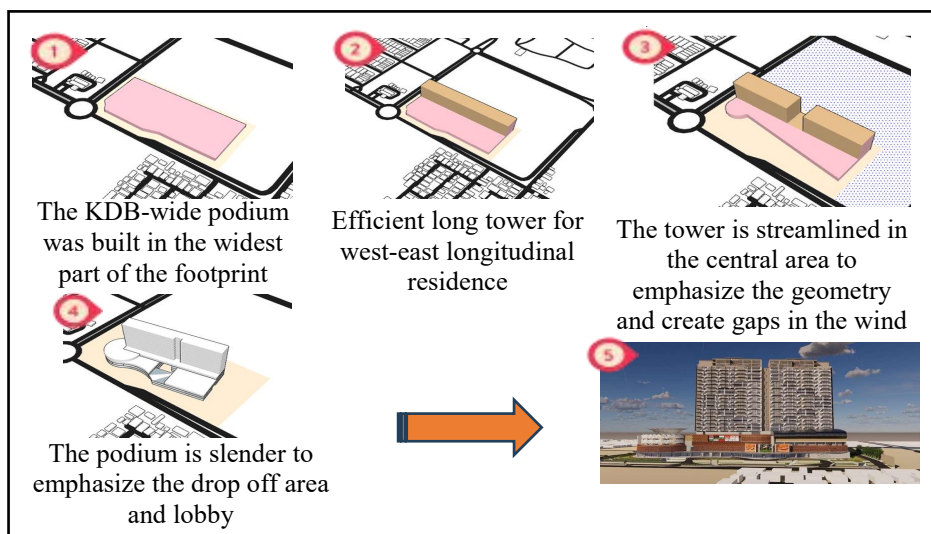 1
The KDB-wide podium
was built in the widest
part of the footprint
2
Efficient long tower for
west-east longitudinal
residence
3
The tower is streamlined in
the central area to
emphasize the geometry
and create gaps in the wind
4
The podium is slender to
emphasize the drop off area
and lobby
5